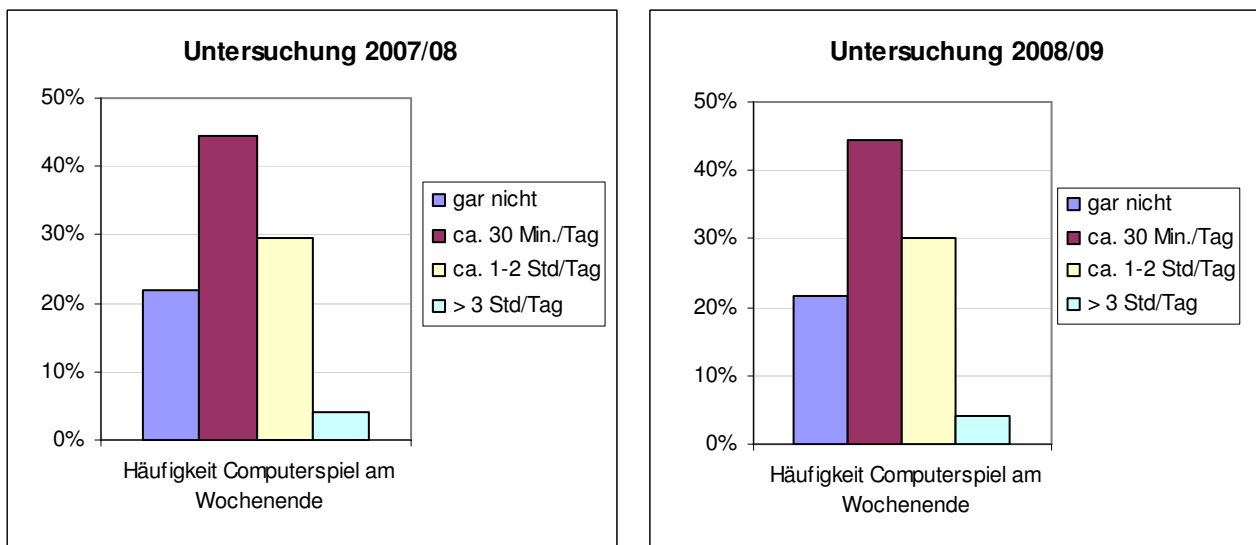 Untersuchung 2007/08
50%
40%
30%
20%
10%
0%
Häufigkeit Computerspiel am
Wochenende
gar nicht
ca. 30 Min./Tag
ca. 1-2 Std/Tag
> 3 Std/Tag
Untersuchung 2008/09
50%
40%
30%
20%
10%
0%
Häufigkeit Computerspiel am
Wochenende
gar nicht
ca. 30 Min./Tag
ca. 1-2 Std/Tag
> 3 Std/Tag